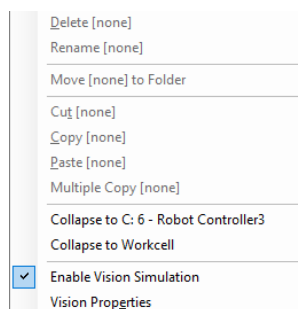 Delete [none]
Rename [none]
Move [none] to Folder
Cut [none]
Copy [none]
Paste [none]
Multiple Copy [none]
Collapse to C: 6 - Robot Controller3
Collapse to Workcell
Enable Vision Simulation
Vision Properties